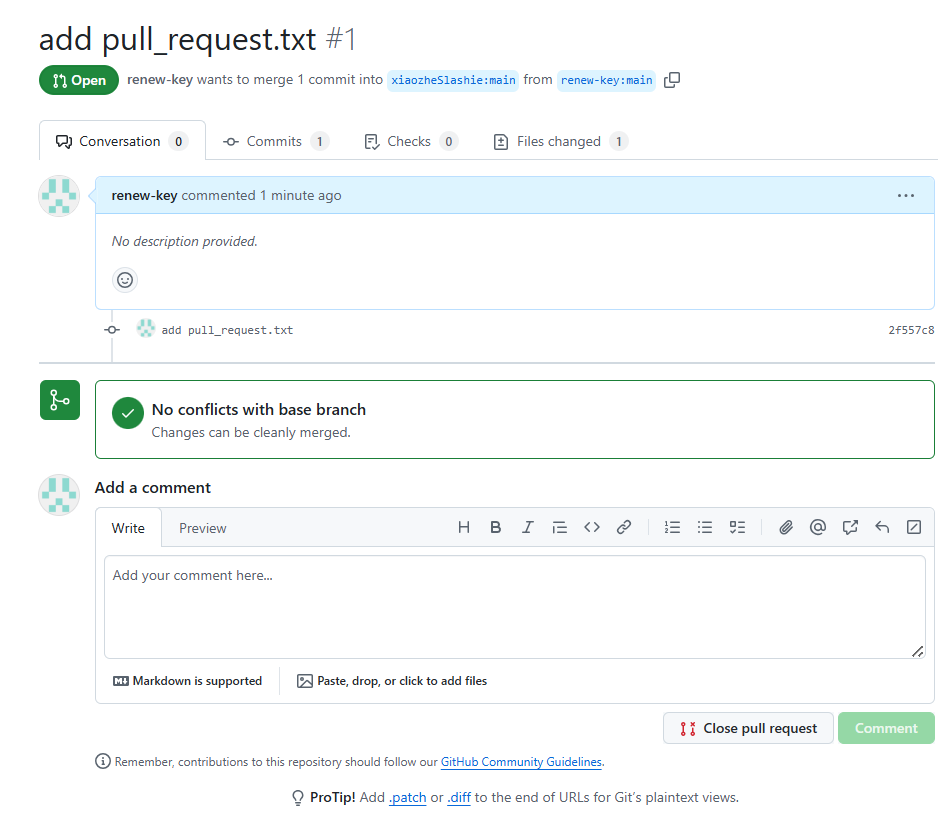 add pull_request.txt #1
Open renew-key wants to merge 1 commit into xiaozheSlashie:main from renew-key:main
Conversation 0 Commits 1 Checks 0 Files changed 1
renew-key commented 1 minute ago
No description provided.
add pull_request.txt 2f557c8
No conflicts with base branch
Changes can be cleanly merged.
Add a comment
Write Preview
Add your comment here...
Markdown is supported Paste, drop, or click to add files
Close pull request Comment
Remember, contributions to this repository should follow our GitHub Community Guidelines.
ProTip! Add .patch or .diff to the end of URLs for Git's plaintext views.